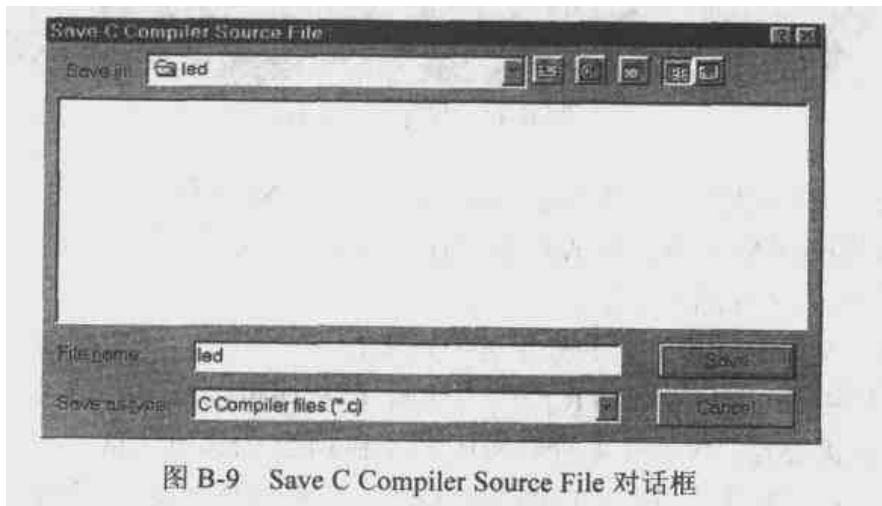 Save C Compiler Source File
Save in: led
File name: led
Save
Save as type: C Compiler files (*.c)
Cancel
图 B-9 Save C Compiler Source File 对话框